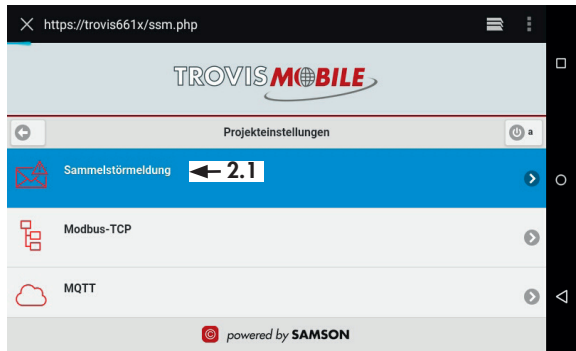 https://trovis661x/ssm.php
TROVIS MOBILE
Projekteinstellungen
a
Sammelstörmeldung
2.1
Modbus-TCP
MQTT
© powered by SAMSON